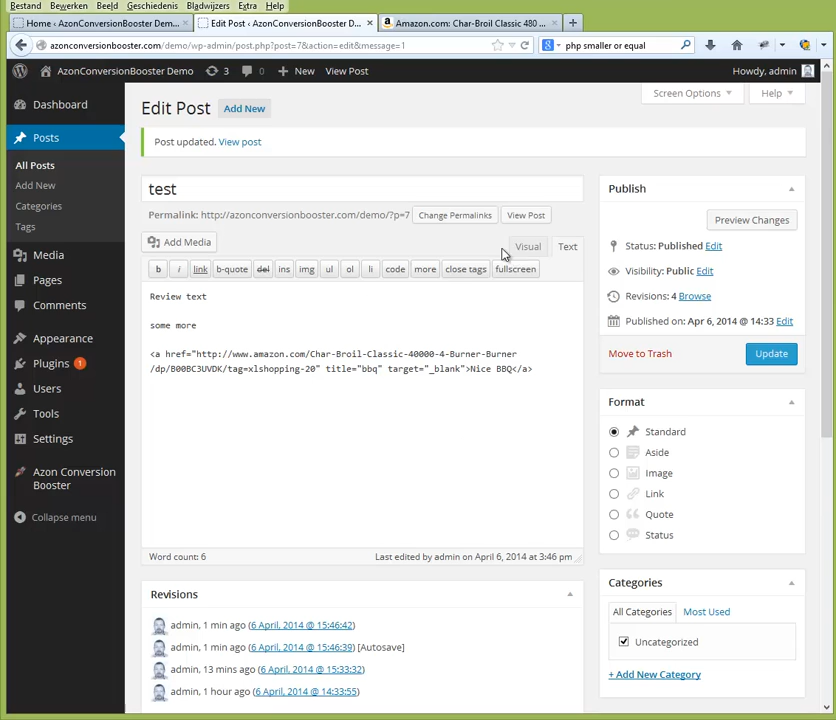 Bestand Bewerken Beeld Geschiedenis Bladwijzers Extra Help
Home ‹ AzonConversionBooster Dem... × Edit Post ‹ AzonConversionBooster D... × Amazon.com: Char-Broil Classic 480 ... × +
azonconversionbooster.com/demo/wp-admin/post.php?post=7&action=edit&message=1 php smaller or equal
AzonConversionBooster Demo 3 0 + New View Post Howdy, admin
Dashboard
Posts
All Posts
Add New
Categories
Tags
Media
Pages
Comments
Appearance
Plugins 1
Users
Tools
Settings
Azon Conversion
Booster
Collapse menu
Screen Options Help
Edit Post Add New
Post updated. View post
test
Permalink: http://azonconversionbooster.com/demo/?p=7 Change Permalinks View Post
Add Media Visual Text
b i link b-quote del ins img ul ol li code more close tags fullscreen
Review text
some more
<a href="http://www.amazon.com/Char-Broil-Classic-40000-4-Burner-Burner
/dp/B00BC3UVDK/tag=xlshopping-20" title="bbq" target="_blank">Nice BBQ</a>
Word count: 6 Last edited by admin on April 6, 2014 at 3:46 pm
Revisions
admin, 1 min ago (6 April, 2014 @ 15:46:42)
admin, 1 min ago (6 April, 2014 @ 15:46:39) [Autosave]
admin, 13 mins ago (6 April, 2014 @ 15:33:32)
admin, 1 hour ago (6 April, 2014 @ 14:33:55)
Publish
Preview Changes
Status: Published Edit
Visibility: Public Edit
Revisions: 4 Browse
Published on: Apr 6, 2014 @ 14:33 Edit
Move to Trash Update
Format
Standard
Aside
Image
Link
Quote
Status
Categories
All Categories Most Used
Uncategorized
+ Add New Category